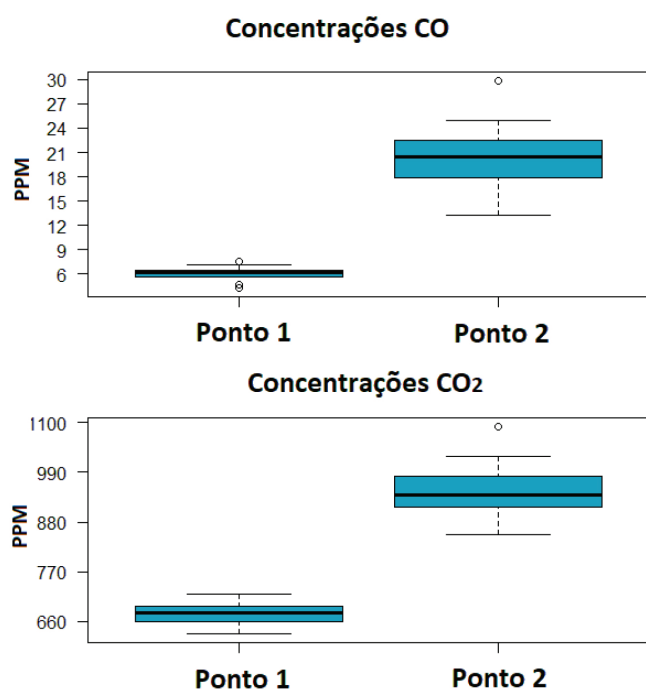 Concentrações CO
30
27
24
21
18
15
12
9
6
PPM
Ponto 1 Ponto 2
Concentrações CO2
1100
990
880
770
660
PPM
Ponto 1 Ponto 2